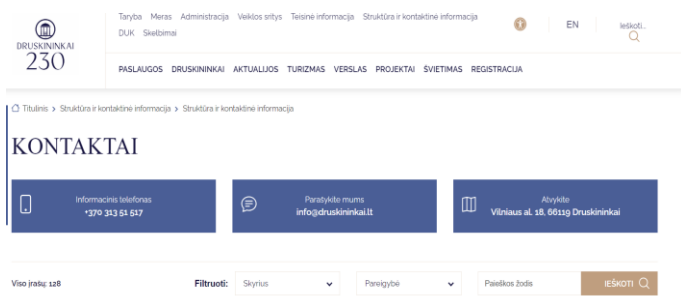 Taryba Meras Administracija Veiklos sritys Teisinė informacija Struktūra ir kontaktinė informacija
DUK Skelbimai
EN
Ieškoti...
DRUSKININKAI
230
PASLAUGOS DRUSKININKAI AKTUALIJOS TURIZMAS VERSLAS PROJEKTAI ŠVIETIMAS REGISTRACIJA
Titulinis > Struktūra ir kontaktinė informacija > Struktūra ir kontaktinė informacija
KONTAKTAI
Informacinis telefonas
+370 313 51 517
Parašykite mums
info@druskininkai.lt
Atvykite
Vilniaus al. 18, 66119 Druskininkai
Viso įrašų: 128
Filtruoti:
Skyrius
Pareigybė
Paieškos žodis
IEŠKOTI